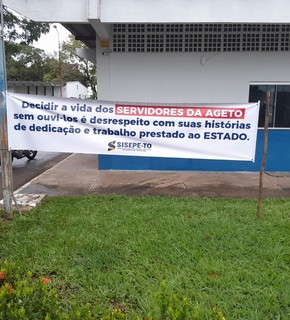 Decidir a vida dos SERVIDORES DA AGETO
sem ouvi-los é desrespeito com suas histórias
de dedicação e trabalho prestado ao ESTADO.
SISEPE-TO